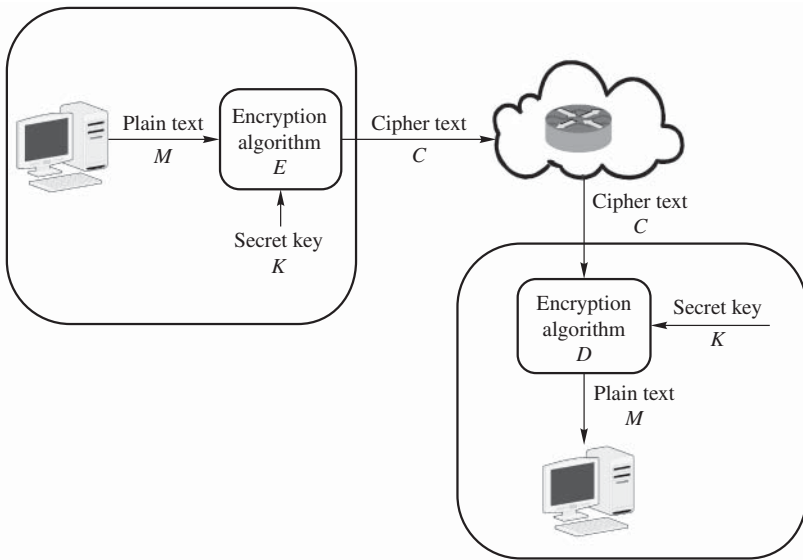 Plain text
M
Encryption
algorithm
E
Secret key
K
Cipher text
C
Cipher text
C
Encryption
algorithm
D
Secret key
K
Plain text
M